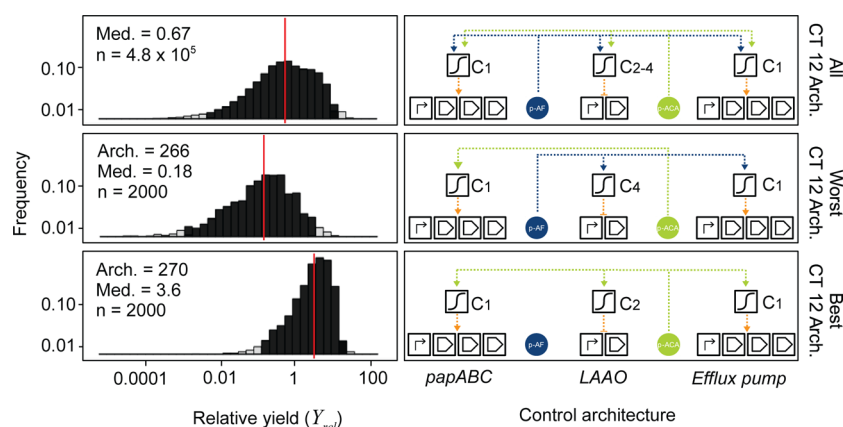 Med. = 0.67
n = 4.8 x 10⁵
0.10
0.01
C1
C2-4
C1
p-AF
p-ACA
All
CT 12 Arch.
Arch. = 266
Med. = 0.18
n = 2000
0.10
0.01
C1
C4
C1
p-AF
p-ACA
Worst
CT 12 Arch.
Arch. = 270
Med. = 3.6
n = 2000
0.10
0.01
C1
C2
C1
p-AF
p-ACA
Best
CT 12 Arch.
Frequency
0.0001 0.01 1 100
papABC LAAO Efflux pump
Relative yield (Yrel)
Control architecture